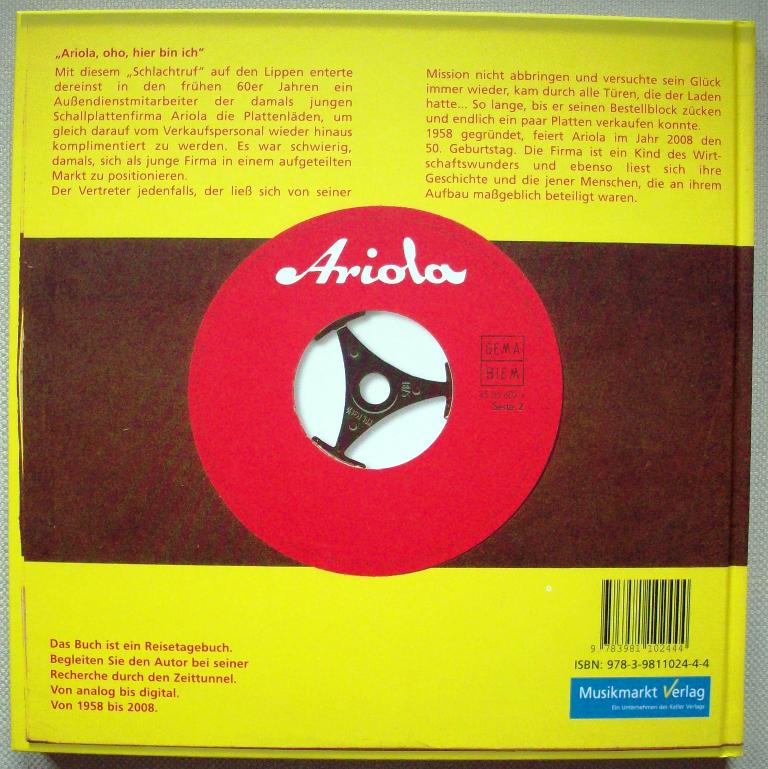 „Ariola, oho, hier bin ich“
Mit diesem „Schlachtruf“ auf den Lippen enterte
dereinst in den frühen 60er Jahren ein
Außendienstmitarbeiter der damals jungen
Schallplattenfirma Ariola die Plattenläden, um
gleich darauf vom Verkaufspersonal wieder hinaus
komplimentiert zu werden. Es war schwierig,
damals, sich als junge Firma in einem aufgeteilten
Markt zu positionieren.
Der Vertreter jedenfalls, der ließ sich von seiner
Mission nicht abbringen und versuchte sein Glück
immer wieder, kam durch alle Türen, die der Laden
hatte... So lange, bis er seinen Bestellblock zücken
und endlich ein paar Platten verkaufen konnte.
1958 gegründet, feiert Ariola im Jahr 2008 den
50. Geburtstag. Die Firma ist ein Kind des Wirt-
schaftswunders und ebenso liest sich ihre
Geschichte und die jener Menschen, die an ihrem
Aufbau maßgeblich beteiligt waren.
Ariola
GEMA
BIEM
Seite 2
Das Buch ist ein Reisetagebuch.
Begleiten Sie den Autor bei seiner
Recherche durch den Zeittunnel.
Von analog bis digital.
Von 1958 bis 2008.
9 783981 102444
ISBN: 978-3-9811024-4-4
Musikmarkt Verlag
Ein Unternehmen des Keller Verlags